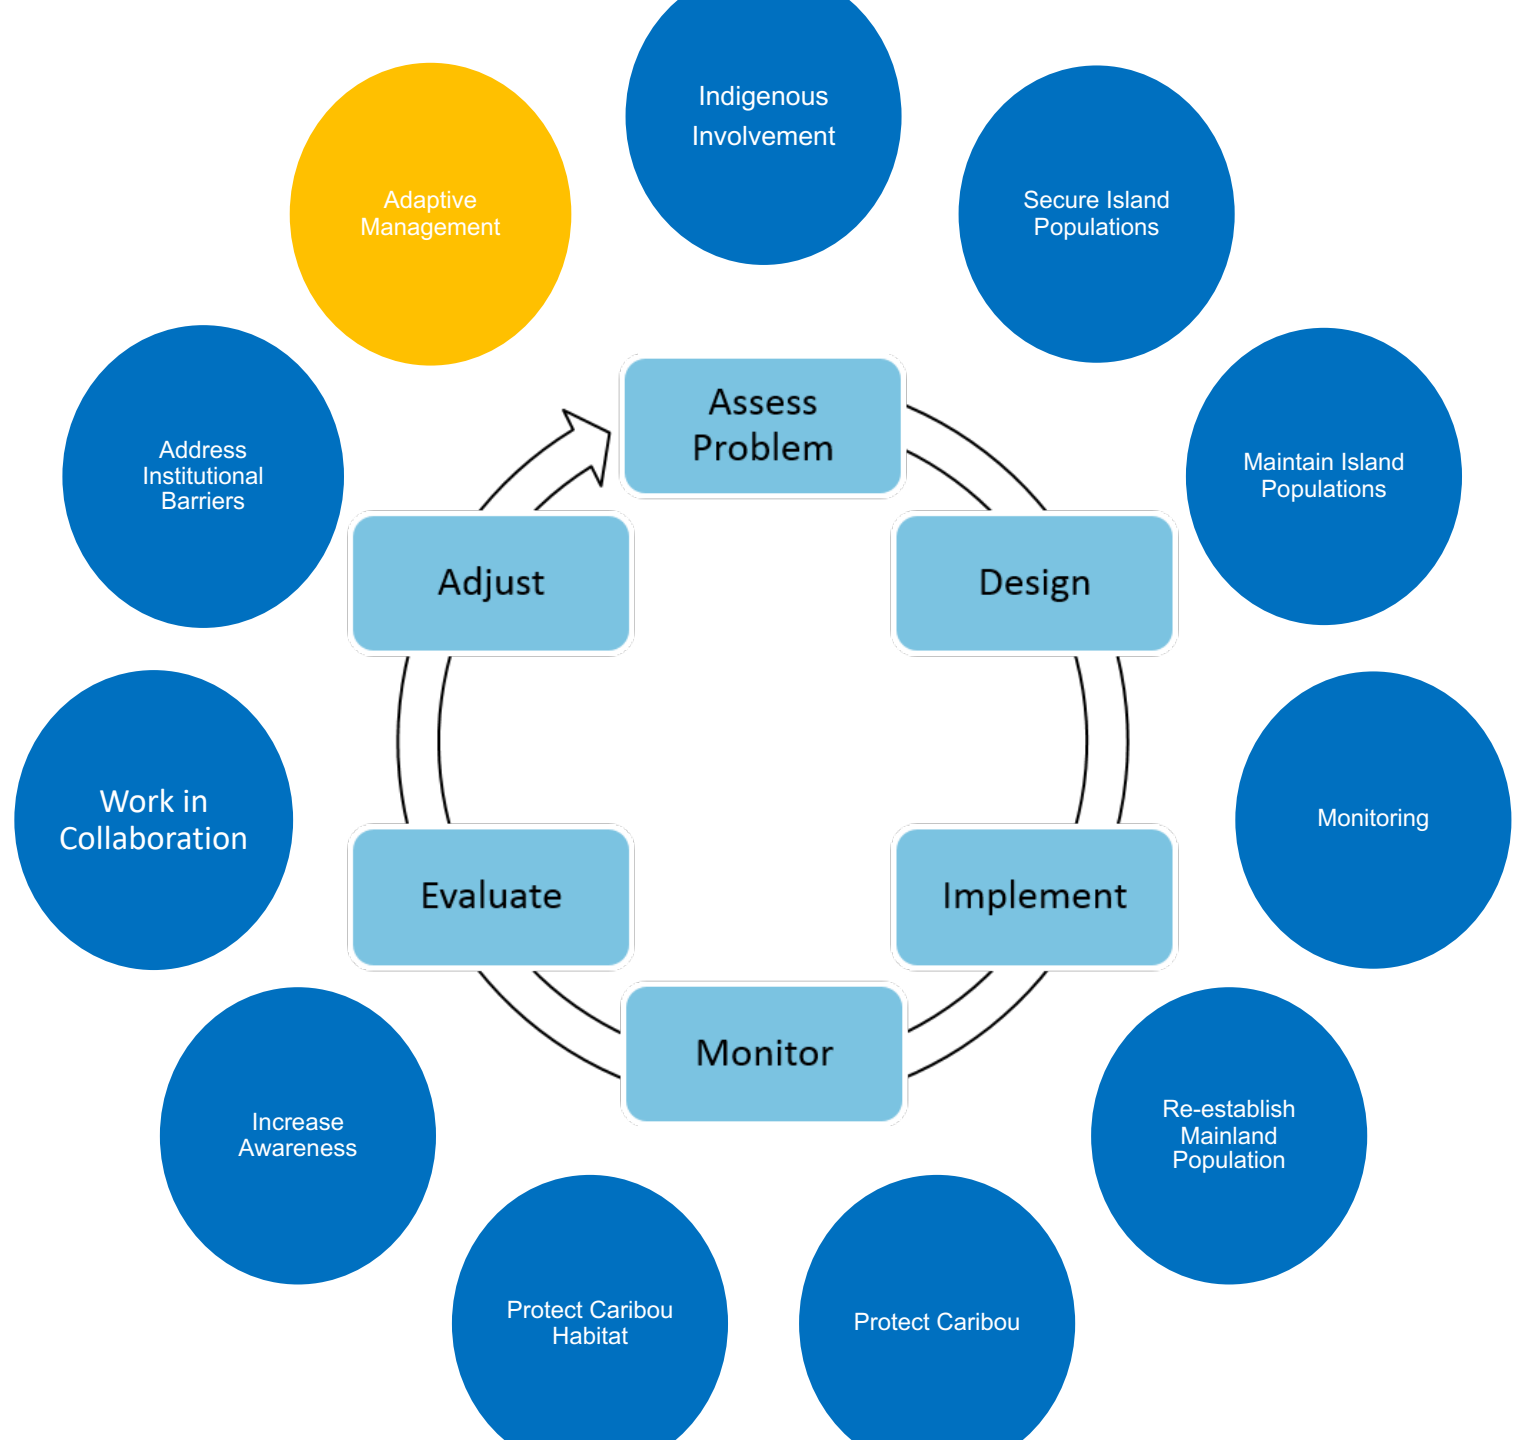 Indigenous
Involvement
Secure Island
Populations
Maintain Island
Populations
Monitoring
Re-establish
Mainland
Population
Protect Caribou
Protect Caribou
Habitat
Increase
Awareness
Work in
Collaboration
Address
Institutional
Barriers
Adaptive
Management
Assess
Problem
Design
Implement
Monitor
Evaluate
Adjust